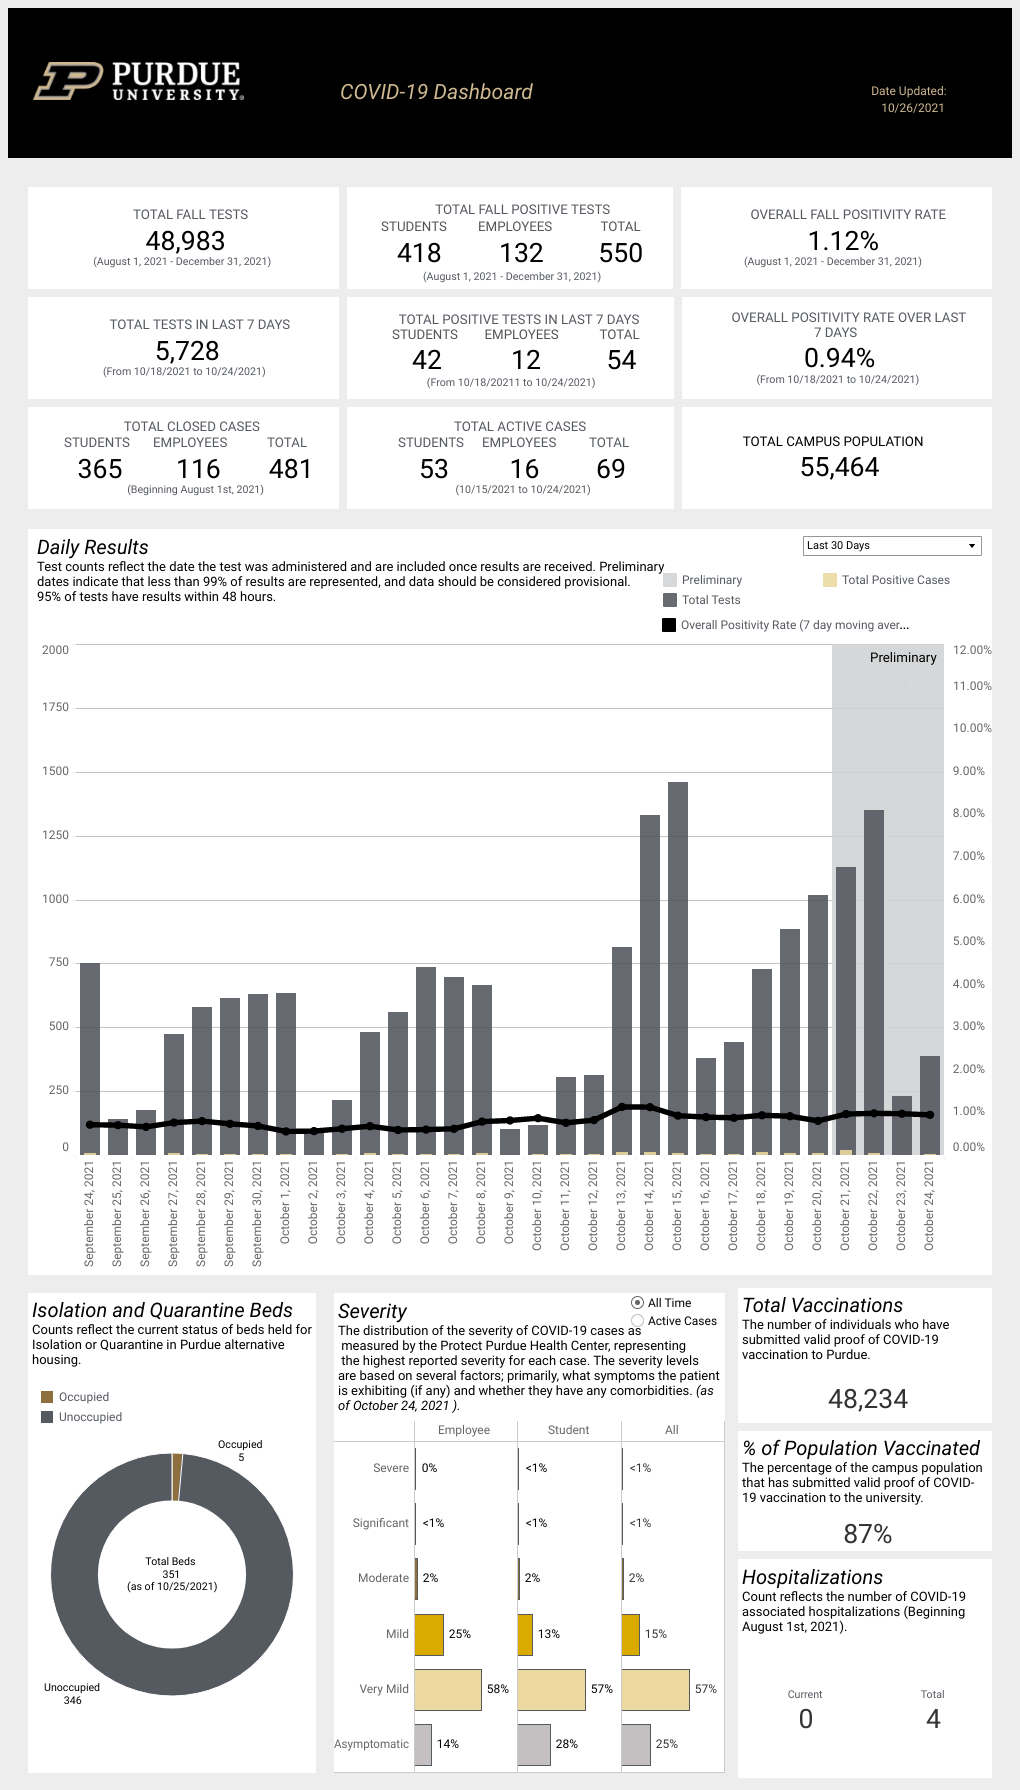 PURDUE
UNIVERSITY®
COVID-19 Dashboard
Date Updated:
10/26/2021
TOTAL FALL TESTS
48,983
(August 1, 2021 - December 31, 2021)
TOTAL FALL POSITIVE TESTS
STUDENTS EMPLOYEES TOTAL
418 132 550
(August 1, 2021 - December 31, 2021)
OVERALL FALL POSITIVITY RATE
1.12%
(August 1, 2021 - December 31, 2021)
TOTAL TESTS IN LAST 7 DAYS
5,728
(From 10/18/2021 to 10/24/2021)
TOTAL POSITIVE TESTS IN LAST 7 DAYS
STUDENTS EMPLOYEES TOTAL
42 12 54
(From 10/18/20211 to 10/24/2021)
OVERALL POSITIVITY RATE OVER LAST
7 DAYS
0.94%
(From 10/18/2021 to 10/24/2021)
TOTAL CLOSED CASES
STUDENTS EMPLOYEES TOTAL
365 116 481
(Beginning August 1st, 2021)
TOTAL ACTIVE CASES
STUDENTS EMPLOYEES TOTAL
53 16 69
(10/15/2021 to 10/24/2021)
TOTAL CAMPUS POPULATION
55,464
Daily Results
Last 30 Days
Test counts reflect the date the test was administered and are included once results are received. Preliminary
dates indicate that less than 99% of results are represented, and data should be considered provisional.
95% of tests have results within 48 hours.
Preliminary
Total Positive Cases
Total Tests
Overall Positivity Rate (7 day moving aver...
2000
1750
1500
1250
1000
750
500
250
0
Preliminary
12.00%
11.00%
10.00%
9.00%
8.00%
7.00%
6.00%
5.00%
4.00%
3.00%
2.00%
1.00%
0.00%
September 24, 2021
September 25, 2021
September 26, 2021
September 27, 2021
September 28, 2021
September 29, 2021
September 30, 2021
October 1, 2021
October 2, 2021
October 3, 2021
October 4, 2021
October 5, 2021
October 6, 2021
October 7, 2021
October 8, 2021
October 9, 2021
October 10, 2021
October 11, 2021
October 12, 2021
October 13, 2021
October 14, 2021
October 15, 2021
October 16, 2021
October 17, 2021
October 18, 2021
October 19, 2021
October 20, 2021
October 21, 2021
October 22, 2021
October 23, 2021
October 24, 2021
Isolation and Quarantine Beds
Counts reflect the current status of beds held for
Isolation or Quarantine in Purdue alternative
housing.
Occupied
Unoccupied
Occupied
5
Total Beds
351
(as of 10/25/2021)
Unoccupied
346
Severity
All Time
Active Cases
The distribution of the severity of COVID-19 cases as
measured by the Protect Purdue Health Center, representing
the highest reported severity for each case. The severity levels
are based on several factors; primarily, what symptoms the patient
is exhibiting (if any) and whether they have any comorbidities. (as
of October 24, 2021 ).
Employee Student All
Severe 0% <1% <1%
Significant <1% <1% <1%
Moderate 2% 2% 2%
Mild 25% 13% 15%
Very Mild 58% 57% 57%
Asymptomatic 14% 28% 25%
Total Vaccinations
The number of individuals who have
submitted valid proof of COVID-19
vaccination to Purdue.
48,234
% of Population Vaccinated
The percentage of the campus population
that has submitted valid proof of COVID-
19 vaccination to the university.
87%
Hospitalizations
Count reflects the number of COVID-19
associated hospitalizations (Beginning
August 1st, 2021).
Current Total
0 4